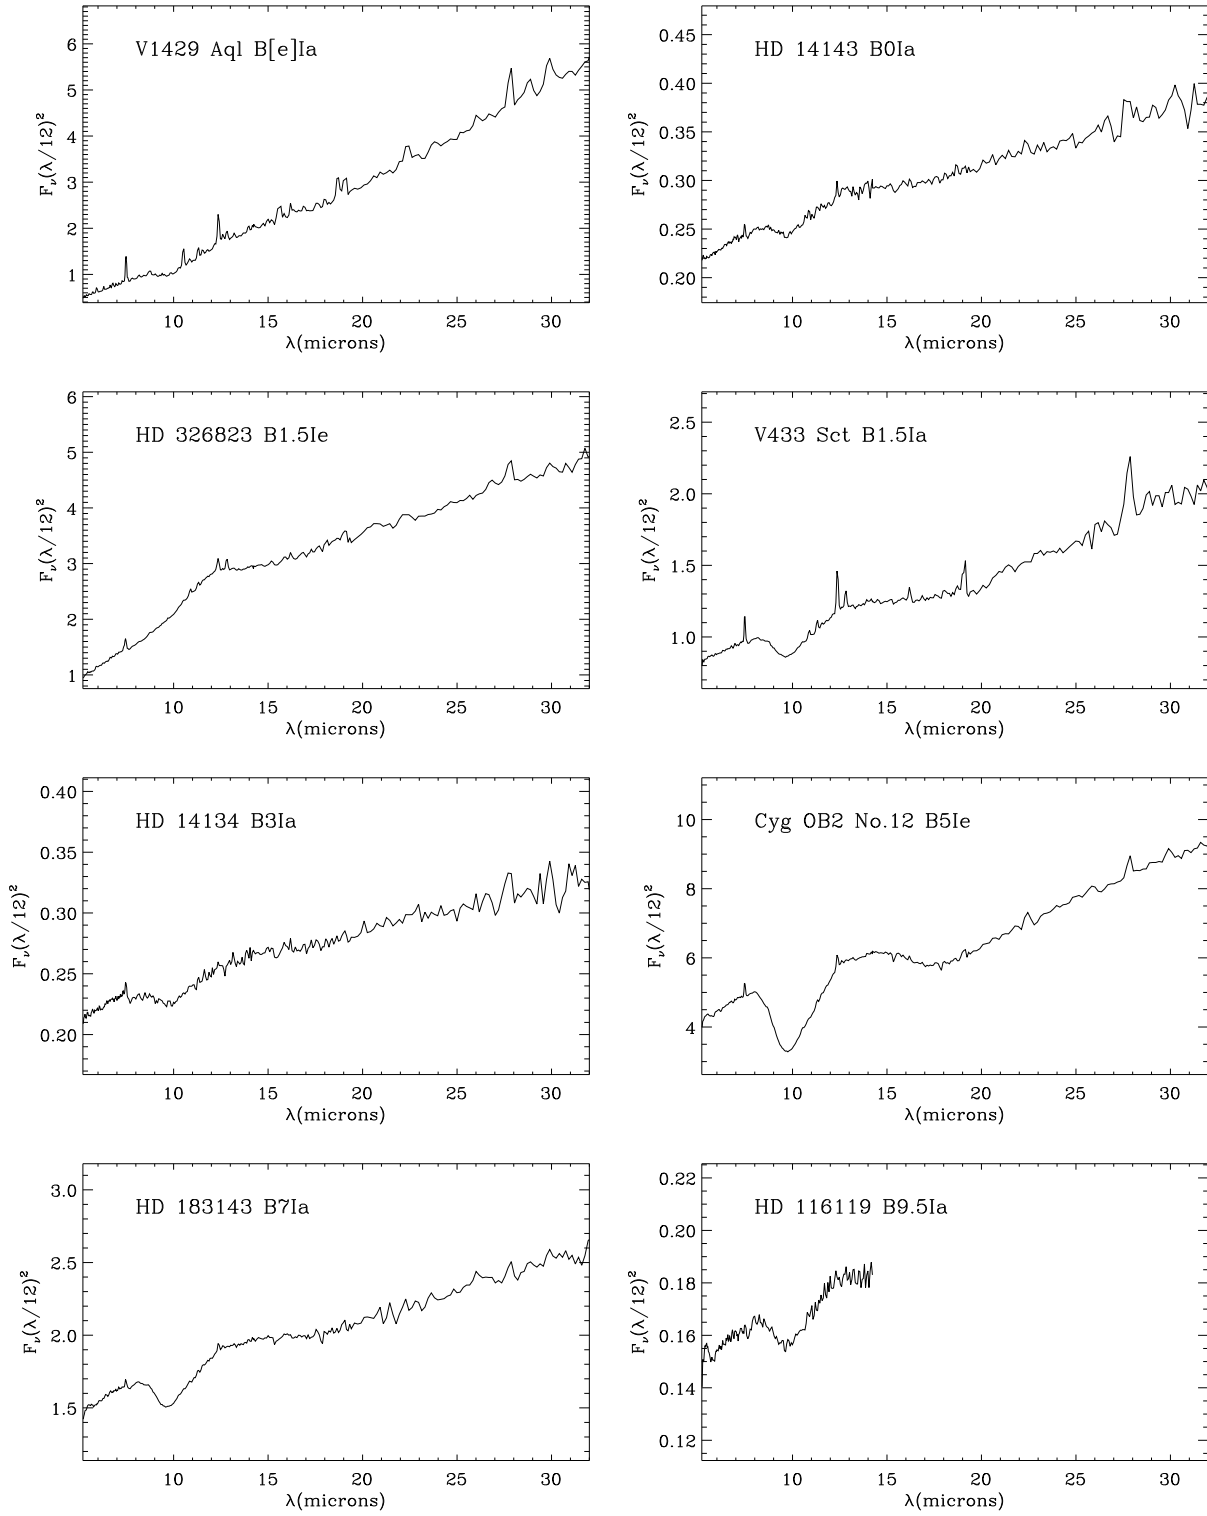 V1429 Aql B[e]Ia
6
5
4
3
2
1
F_ν(λ/12)²
10 15 20 25 30
λ(microns)
HD 14143 B0Ia
0.45
0.40
0.35
0.30
0.25
0.20
F_ν(λ/12)²
10 15 20 25 30
λ(microns)
HD 326823 B1.5Ie
6
5
4
3
2
1
F_ν(λ/12)²
10 15 20 25 30
λ(microns)
V433 Sct B1.5Ia
2.5
2.0
1.5
1.0
F_ν(λ/12)²
10 15 20 25 30
λ(microns)
HD 14134 B3Ia
0.40
0.35
0.30
0.25
0.20
F_ν(λ/12)²
10 15 20 25 30
λ(microns)
Cyg OB2 No.12 B5Ie
10
8
6
4
F_ν(λ/12)²
10 15 20 25 30
λ(microns)
HD 183143 B7Ia
3.0
2.5
2.0
1.5
F_ν(λ/12)²
10 15 20 25 30
λ(microns)
HD 116119 B9.5Ia
0.22
0.20
0.18
0.16
0.14
0.12
F_ν(λ/12)²
10 15 20 25 30
λ(microns)